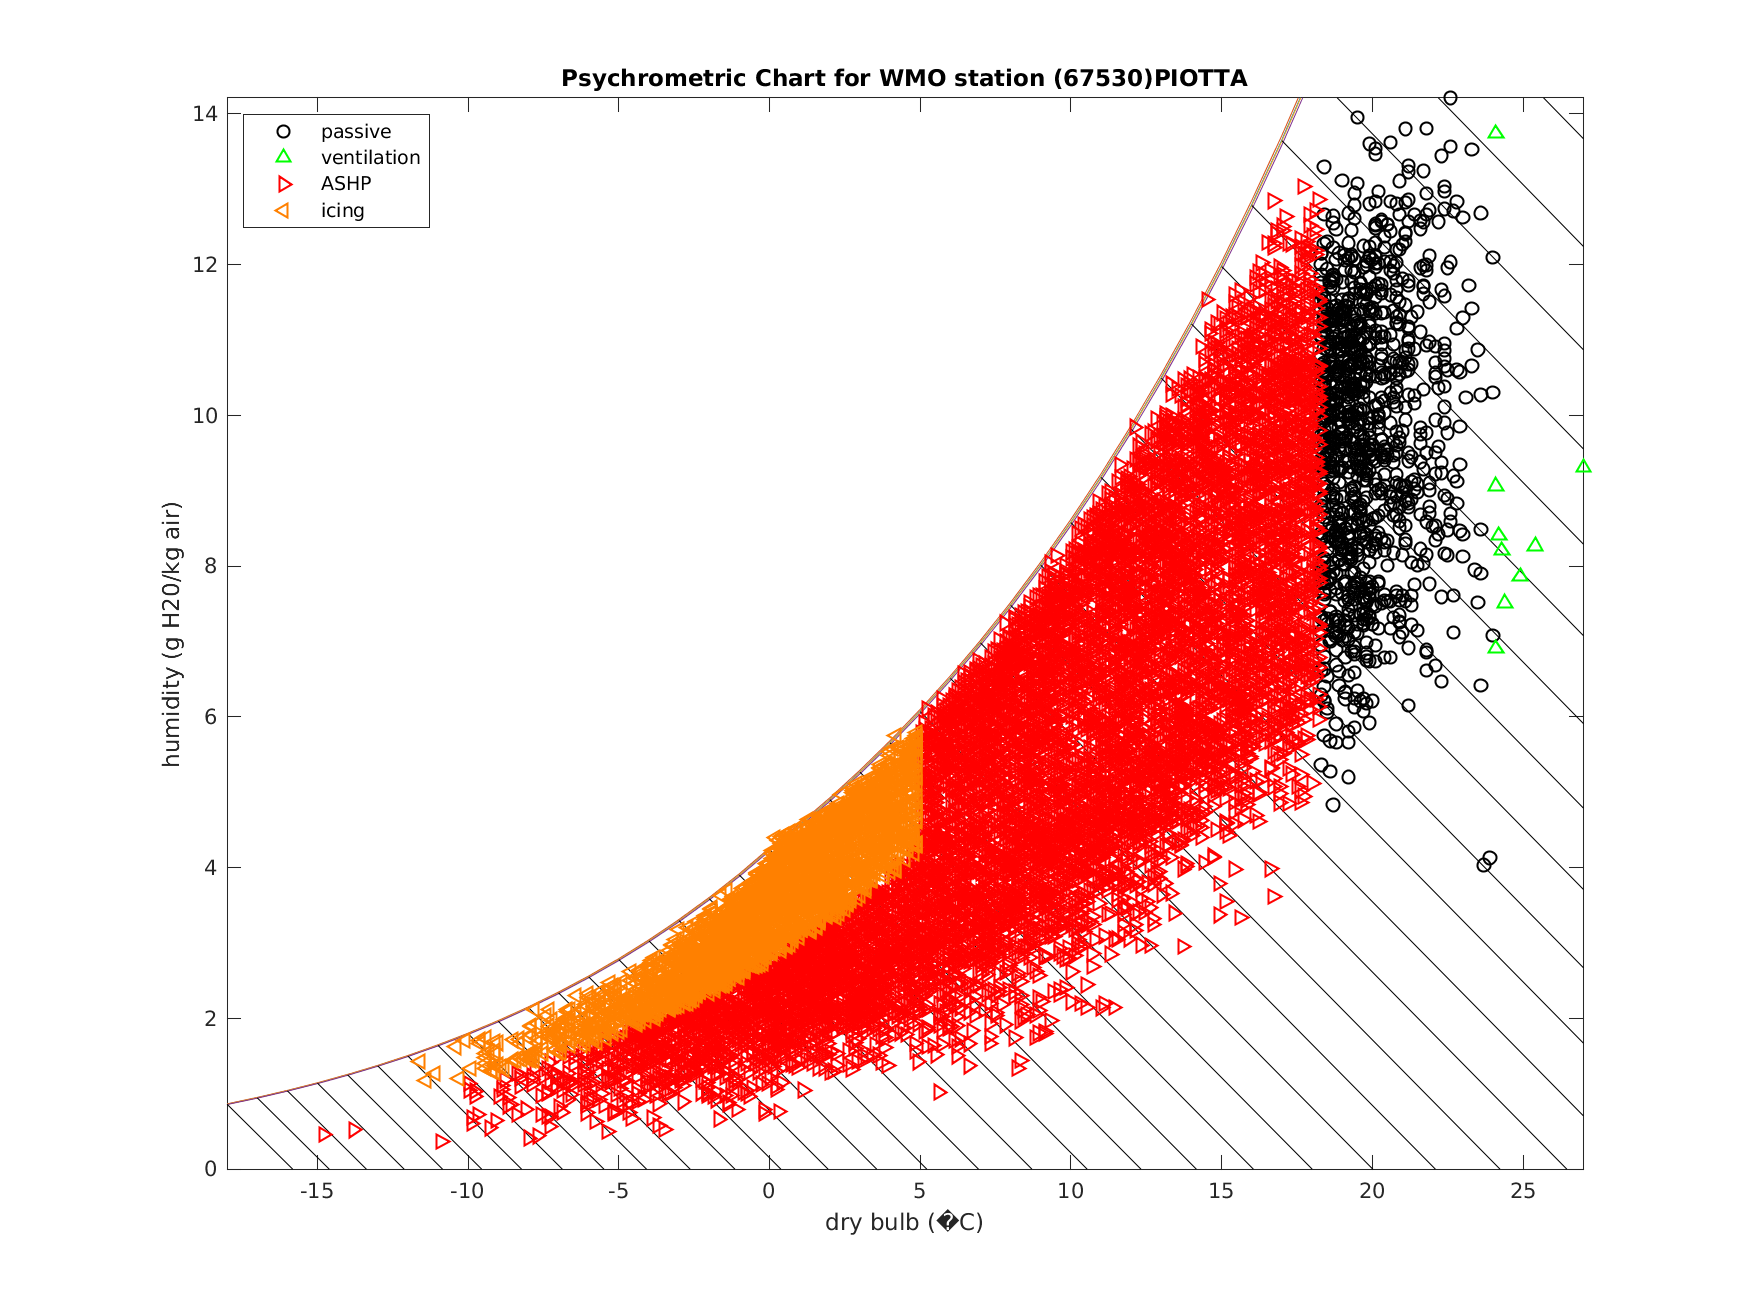 Psychrometric Chart for WMO station (67530)PIOTTA
passive
ventilation
ASHP
icing
humidity (g H20/kg air)
14
12
10
8
6
4
2
0
-15
-10
-5
0
5
10
15
20
25
dry bulb (�C)